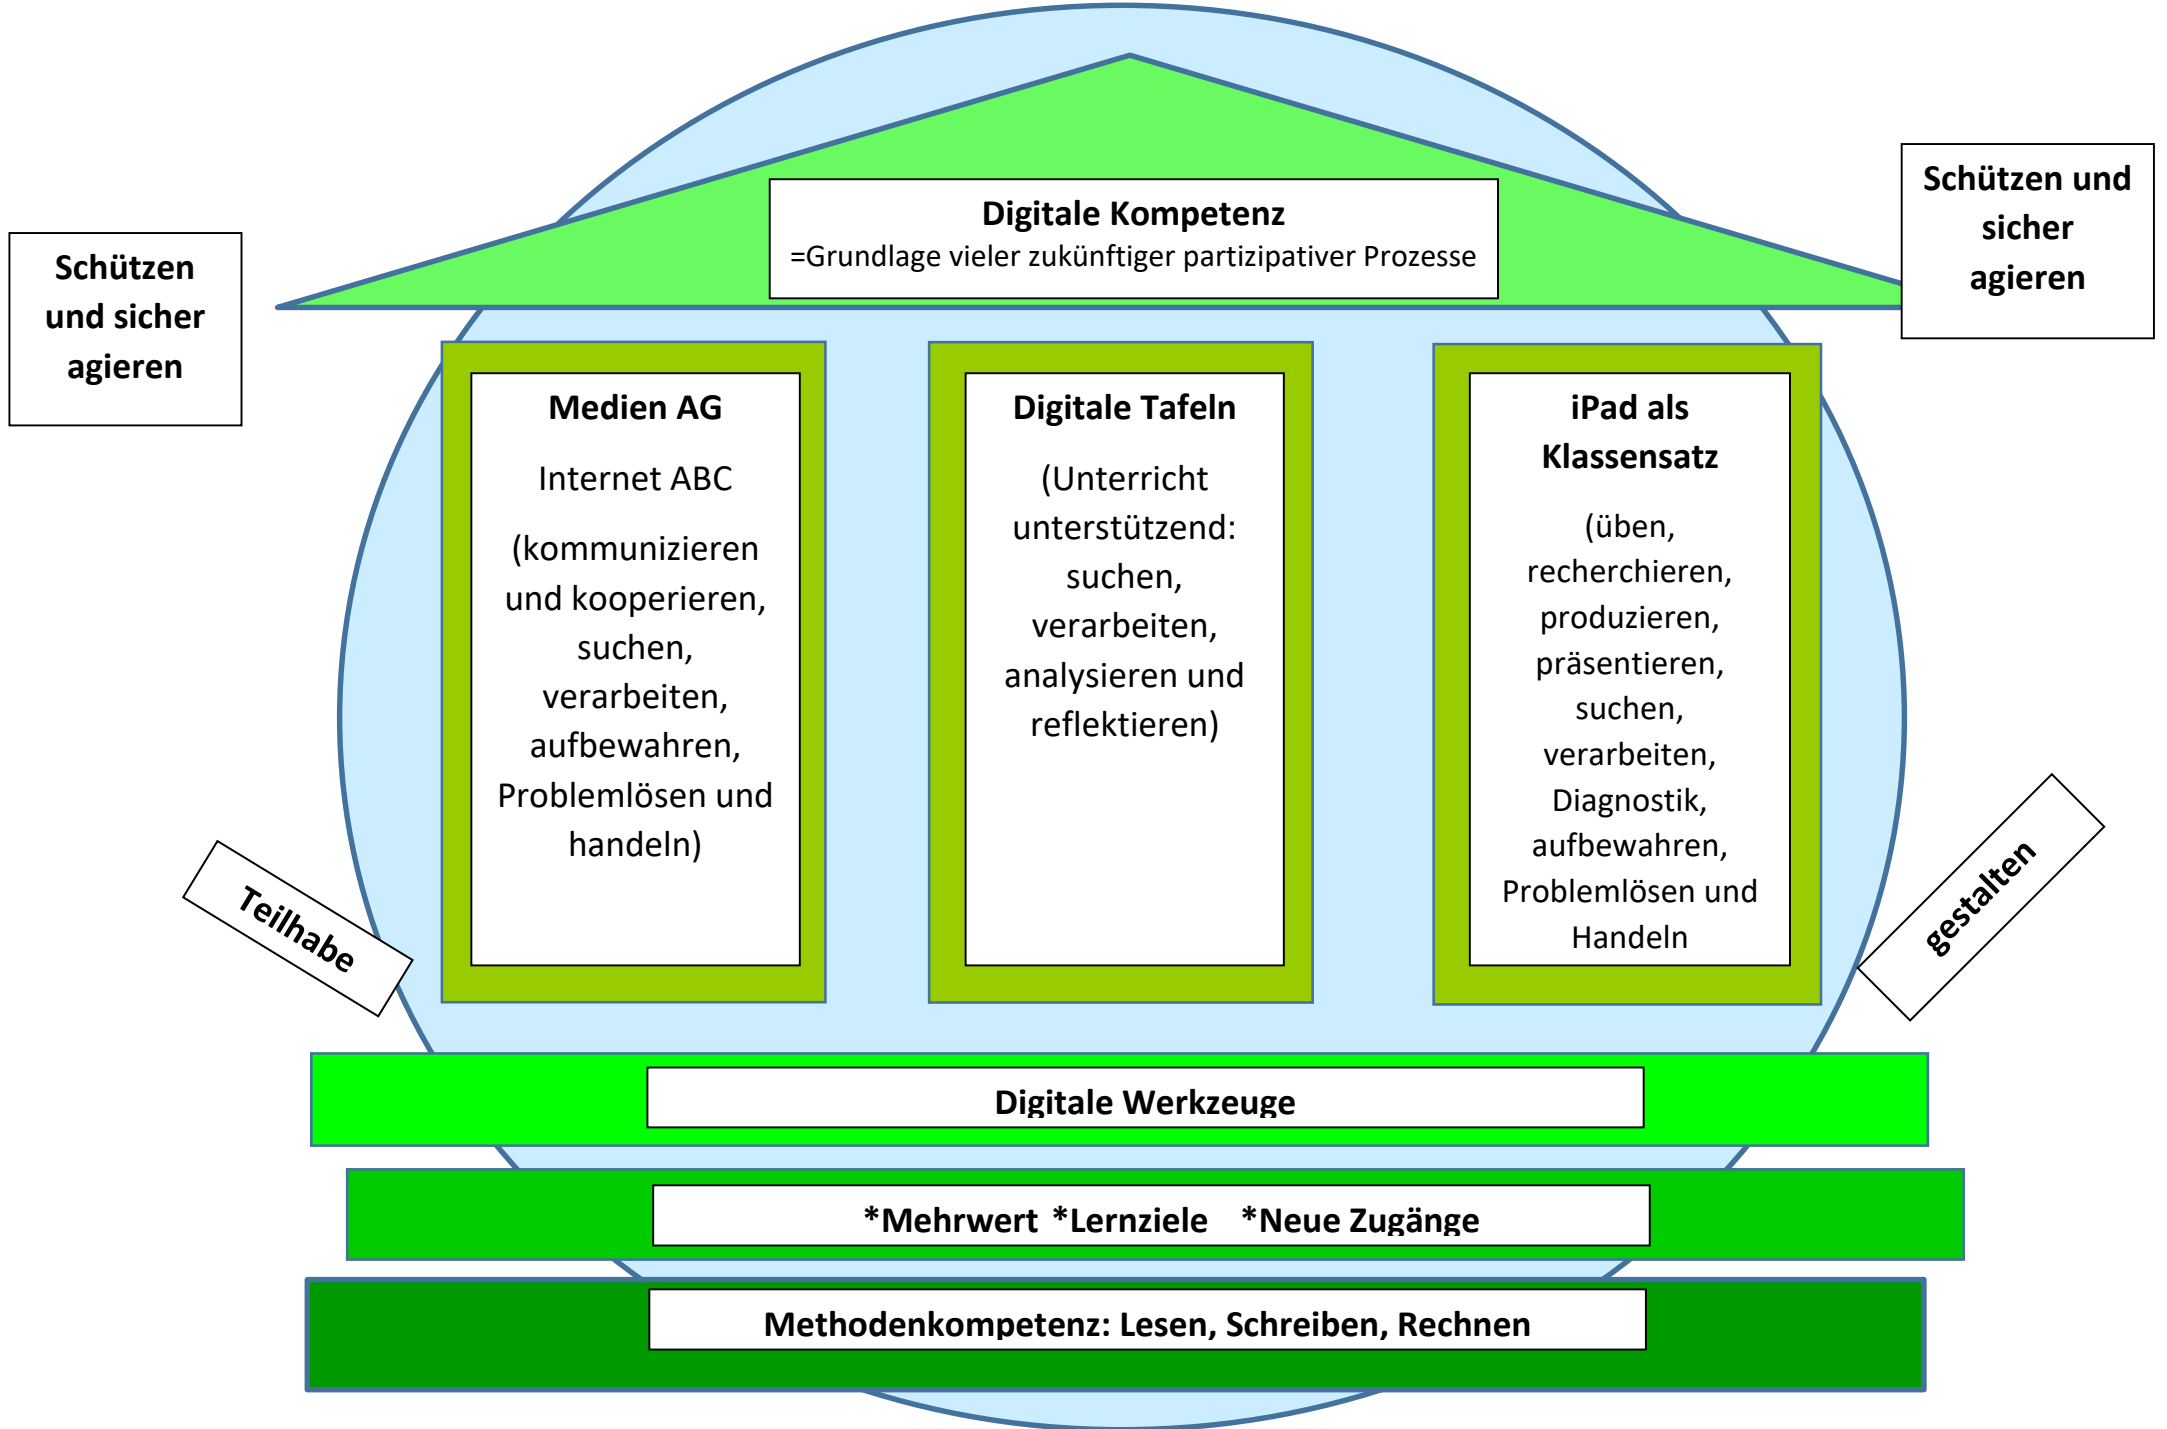 Digitale Kompetenz
=Grundlage vieler zukünftiger partizipativer Prozesse
Schützen und
sicher
agieren
Schützen
und sicher
agieren
Medien AG
Internet ABC
(kommunizieren
und kooperieren,
suchen,
verarbeiten,
aufbewahren,
Problemlösen und
handeln)
Digitale Tafeln
(Unterricht
unterstützend:
suchen,
verarbeiten,
analysieren und
reflektieren)
iPad als
Klassensatz
(üben,
recherchieren,
produzieren,
präsentieren,
suchen,
verarbeiten,
Diagnostik,
aufbewahren,
Problemlösen und
Handeln
Teilhabe
gestalten
Digitale Werkzeuge
*Mehrwert *Lernziele *Neue Zugänge
Methodenkompetenz: Lesen, Schreiben, Rechnen